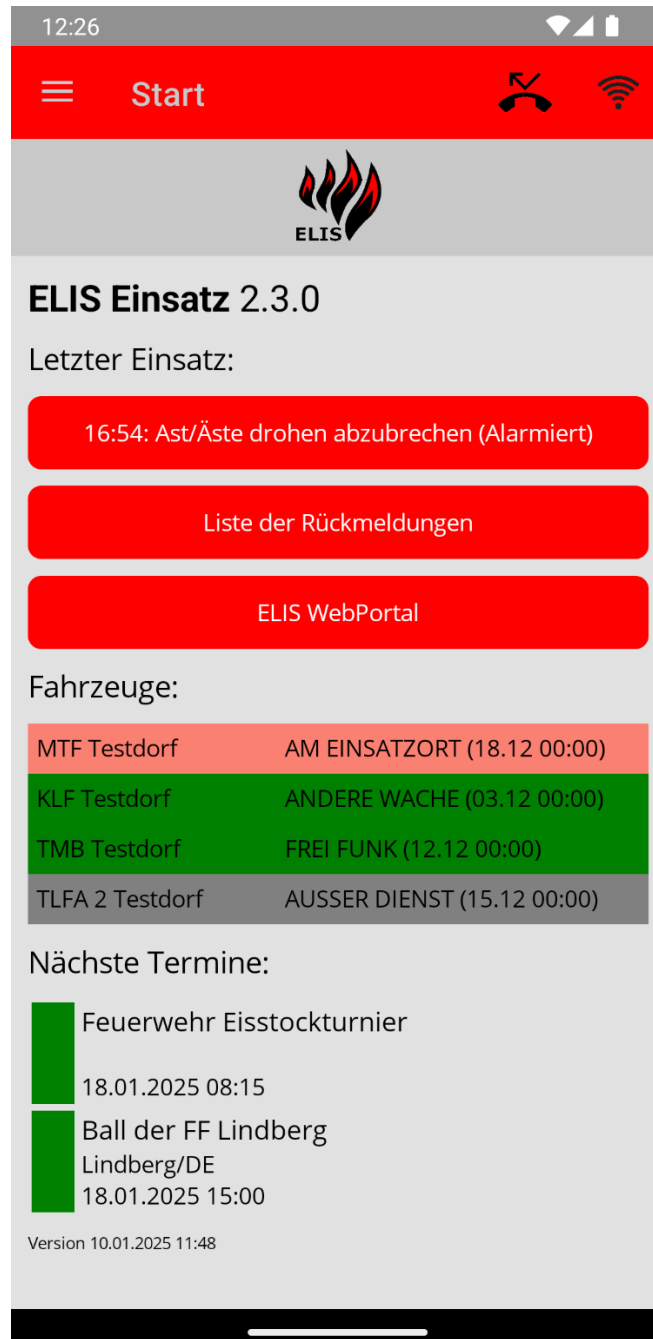 12:26
Start
ELIS
ELIS Einsatz 2.3.0
Letzter Einsatz:
16:54: Ast/Äste drohen abzubrechen (Alarmiert)
Liste der Rückmeldungen
ELIS WebPortal
Fahrzeuge:
MTF Testdorf AM EINSATZORT (18.12 00:00)
KLF Testdorf ANDERE WACHE (03.12 00:00)
TMB Testdorf FREI FUNK (12.12 00:00)
TLFA 2 Testdorf AUSSER DIENST (15.12 00:00)
Nächste Termine:
Feuerwehr Eisstockturnier
18.01.2025 08:15
Ball der FF Lindberg
Lindberg/DE
18.01.2025 15:00
Version 10.01.2025 11:48